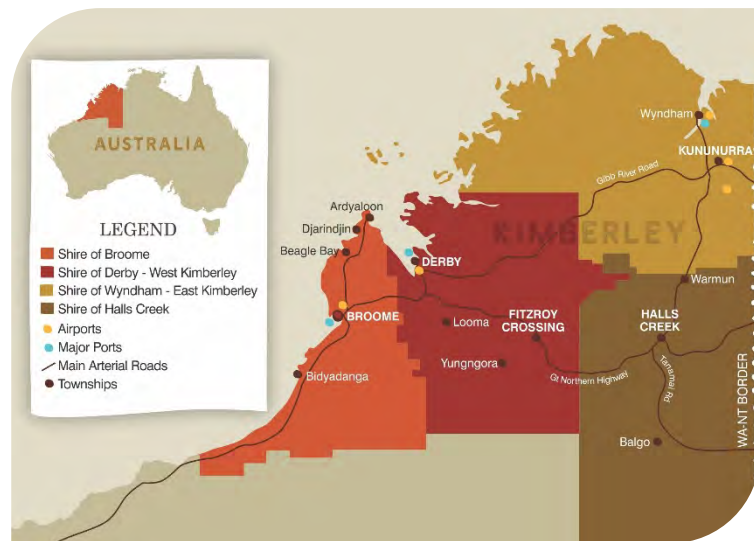 AUSTRALIA
LEGEND
Shire of Broome
Shire of Derby - West Kimberley
Shire of Wyndham - East Kimberley
Shire of Halls Creek
Airports
Major Ports
Main Arterial Roads
Townships
Wyndham
KUNUNURRA
Gibb River Road
KIMBERLEY
Ardyaloon
Djarindjin
Beagle Bay
DERBY
Warmun
BROOME
Looma
FITZROY
CROSSING
HALLS
CREEK
Yungngora
Bidyadanga
Gt Northern Highway
Tanamai Rd
Balgo
WA-NT BORDER